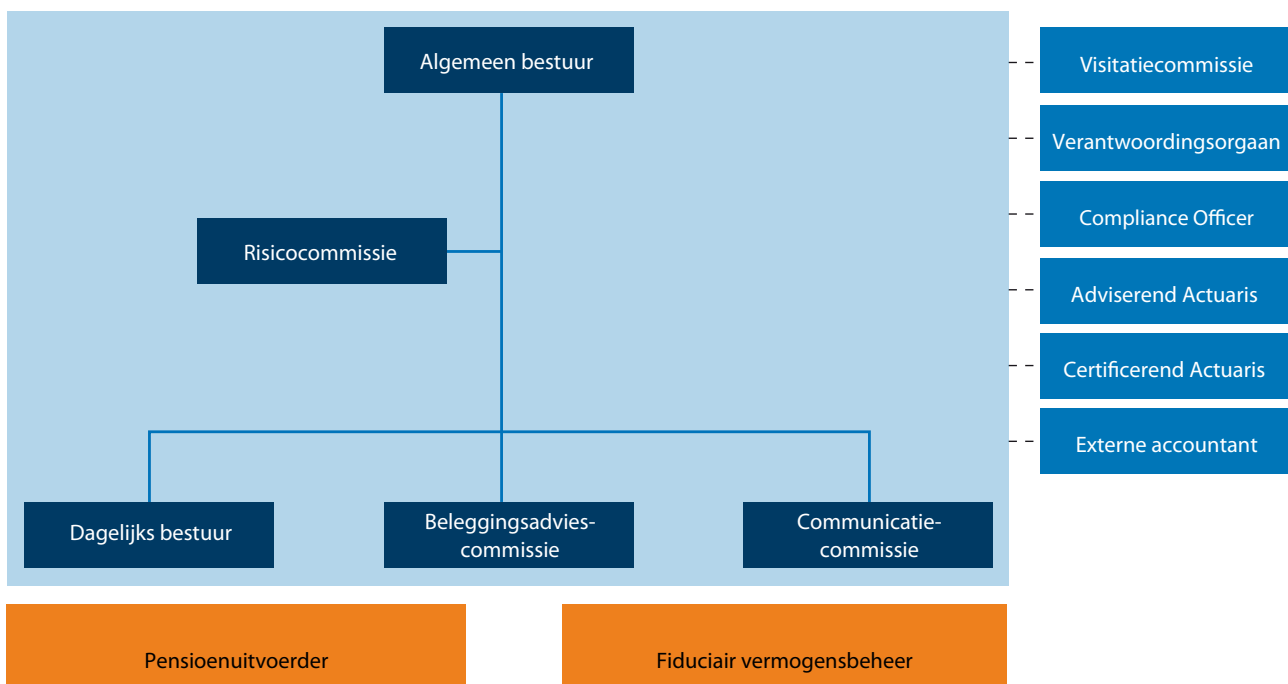 Algemeen bestuur
Risicocommissie
Dagelijks bestuur
Beleggingsadvies-
commissie
Communicatie-
commissie
Visitatiecommissie
Verantwoordingsorgaan
Compliance Officer
Adviserend Actuaris
Certificerend Actuaris
Externe accountant
Pensioenuitvoerder
Fiduciair vermogensbeheer